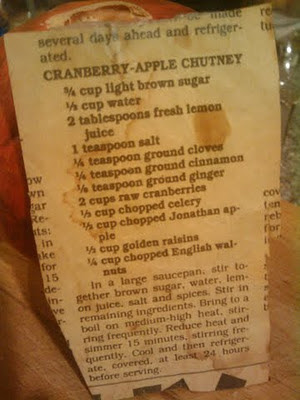 be made
several days ahead and refriger-
ated.
CRANBERRY-APPLE CHUTNEY
¾ cup light brown sugar
½ cup water
2 tablespoons fresh lemon
juice
1 teaspoon salt
¼ teaspoon ground cloves
¼ teaspoon ground cinnamon
⅛ teaspoon ground ginger
2 cups raw cranberries
½ cup chopped celery
½ cup chopped Jonathan ap-
ple
½ cup golden raisins
¼ cup chopped English wal-
nuts
In a large saucepan, stir to-
gether brown sugar, water, lem-
on juice, salt and spices. Stir in
remaining ingredients. Bring to a
boil on medium-high heat, stir-
ring frequently. Reduce heat and
simmer 15 minutes, stirring fre-
quently. Cool and then refriger-
ate, covered, at least 24 hours
before serving.